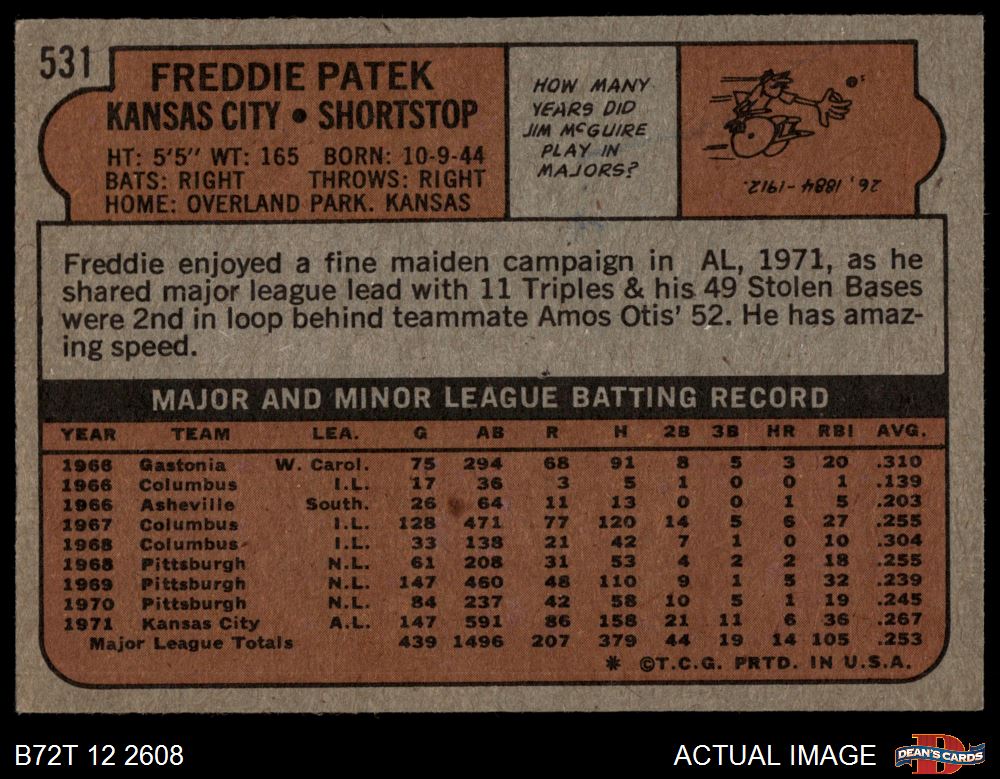 531
FREDDIE PATEK
KANSAS CITY • SHORTSTOP
HT: 5'5" WT: 165 BORN: 10-9-44
BATS: RIGHT THROWS: RIGHT
HOME: OVERLAND PARK. KANSAS
HOW MANY
YEARS DID
JIM McGUIRE
PLAY IN
MAJORS?
26, 1884-1912.
Freddie enjoyed a fine maiden campaign in AL, 1971, as he
shared major league lead with 11 Triples & his 49 Stolen Bases
were 2nd in loop behind teammate Amos Otis' 52. He has amaz-
ing speed.
MAJOR AND MINOR LEAGUE BATTING RECORD
YEAR TEAM LEA. G AB R H 2B 3B HR RBI AVG.
1966 Gastonia W. Carol. 75 294 68 91 8 5 3 20 .310
1966 Columbus I.L. 17 36 3 5 1 0 0 1 .139
1966 Asheville South. 26 64 11 13 0 0 1 5 .203
1967 Columbus I.L. 128 471 77 120 14 5 6 27 .255
1968 Columbus I.L. 33 138 21 42 7 1 0 10 .304
1968 Pittsburgh N.L. 61 208 31 53 4 2 2 18 .255
1969 Pittsburgh N.L. 147 460 48 110 9 1 5 32 .239
1970 Pittsburgh N.L. 84 237 42 58 10 5 1 19 .245
1971 Kansas City A.L. 147 591 86 158 21 11 6 36 .267
Major League Totals 439 1496 207 379 44 19 14 105 .253
* ©T.C.G. PRTD. IN U.S.A.
B72T 12 2608
ACTUAL IMAGE
DEAN'S CARDS